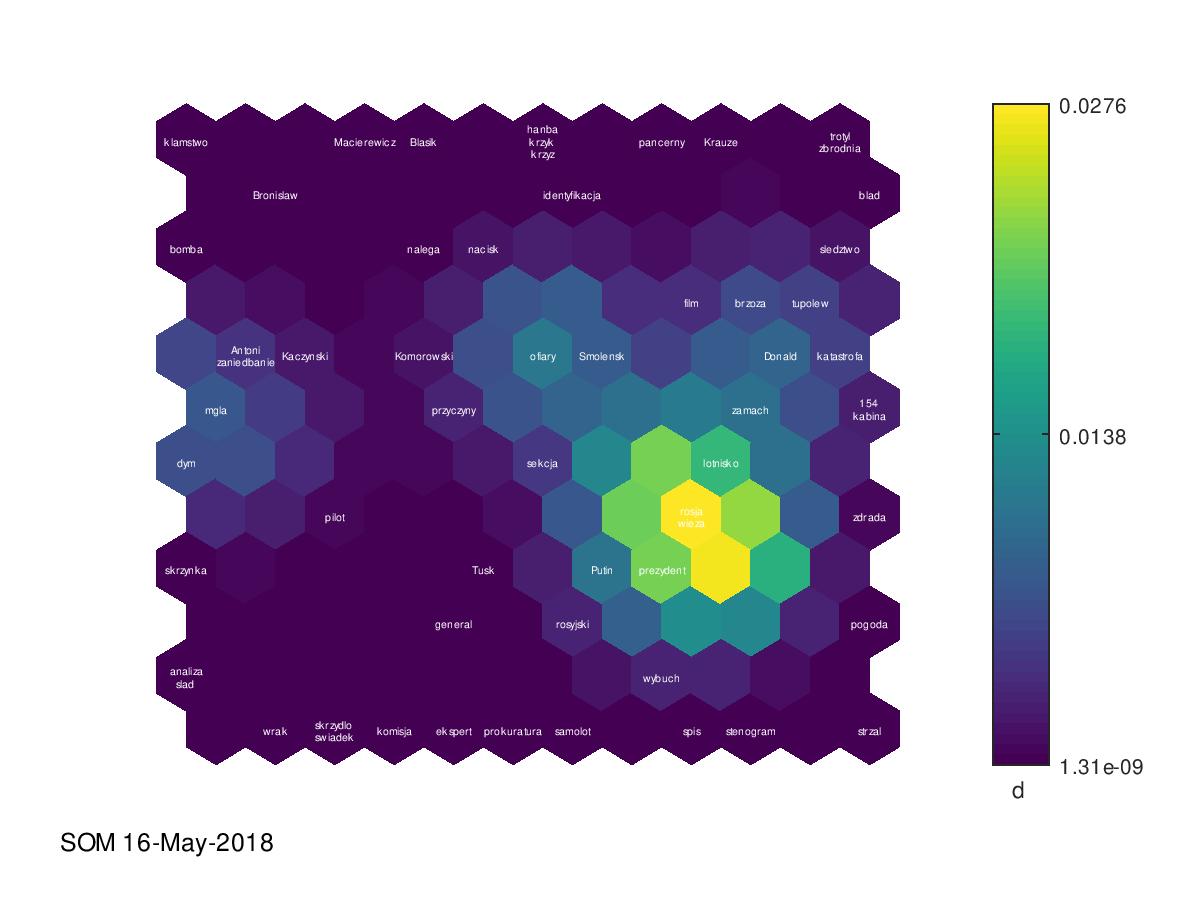 0.0276
klamstwo
Macierewicz
Blasik
hanba
krzyk
krzyz
pancerny
Krauze
trotyl
zbrodnia
Bronislaw
identyfikacja
blad
bomba
nalega
nacisk
sledztwo
film
brzoza
tupolew
Antoni
zaniedbanie
Kaczynski
Komorowski
ofiary
Smolensk
Donald
katastrofa
mgla
przyczyny
zamach
154
kabina
0.0138
dym
sekcja
lotnisko
pilot
rosja
wieza
zdrada
skrzynka
Tusk
Putin
prezydent
general
rosyjski
pogoda
analiza
slad
wybuch
wrak
skrzydlo
swiadek
komisja
ekspert
prokuratura
samolot
spis
stenogram
strzal
1.31e-09
d
SOM 16-May-2018